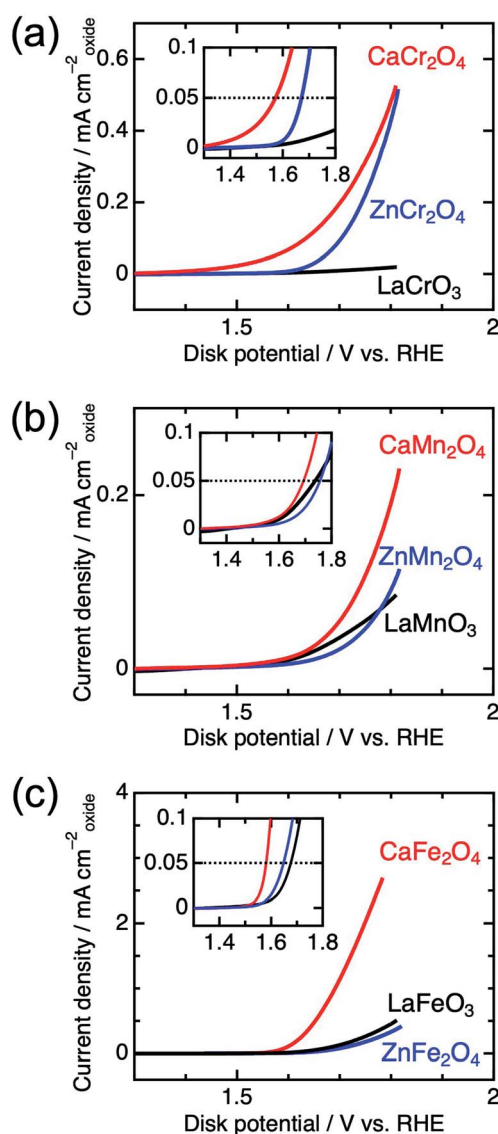 (a)
0.6
0.4
0.2
0
Current density / mA cm⁻²oxide
0.1
0.05
0
1.4 1.6 1.8
CaCr₂O₄
ZnCr₂O₄
LaCrO₃
1.5 2
Disk potential / V vs. RHE
(b)
0.2
0
Current density / mA cm⁻²oxide
0.1
0.05
0
1.4 1.6 1.8
CaMn₂O₄
ZnMn₂O₄
LaMnO₃
1.5 2
Disk potential / V vs. RHE
(c)
4
2
0
Current density / mA cm⁻²oxide
0.1
0.05
0
1.4 1.6 1.8
CaFe₂O₄
LaFeO₃
ZnFe₂O₄
1.5 2
Disk potential / V vs. RHE